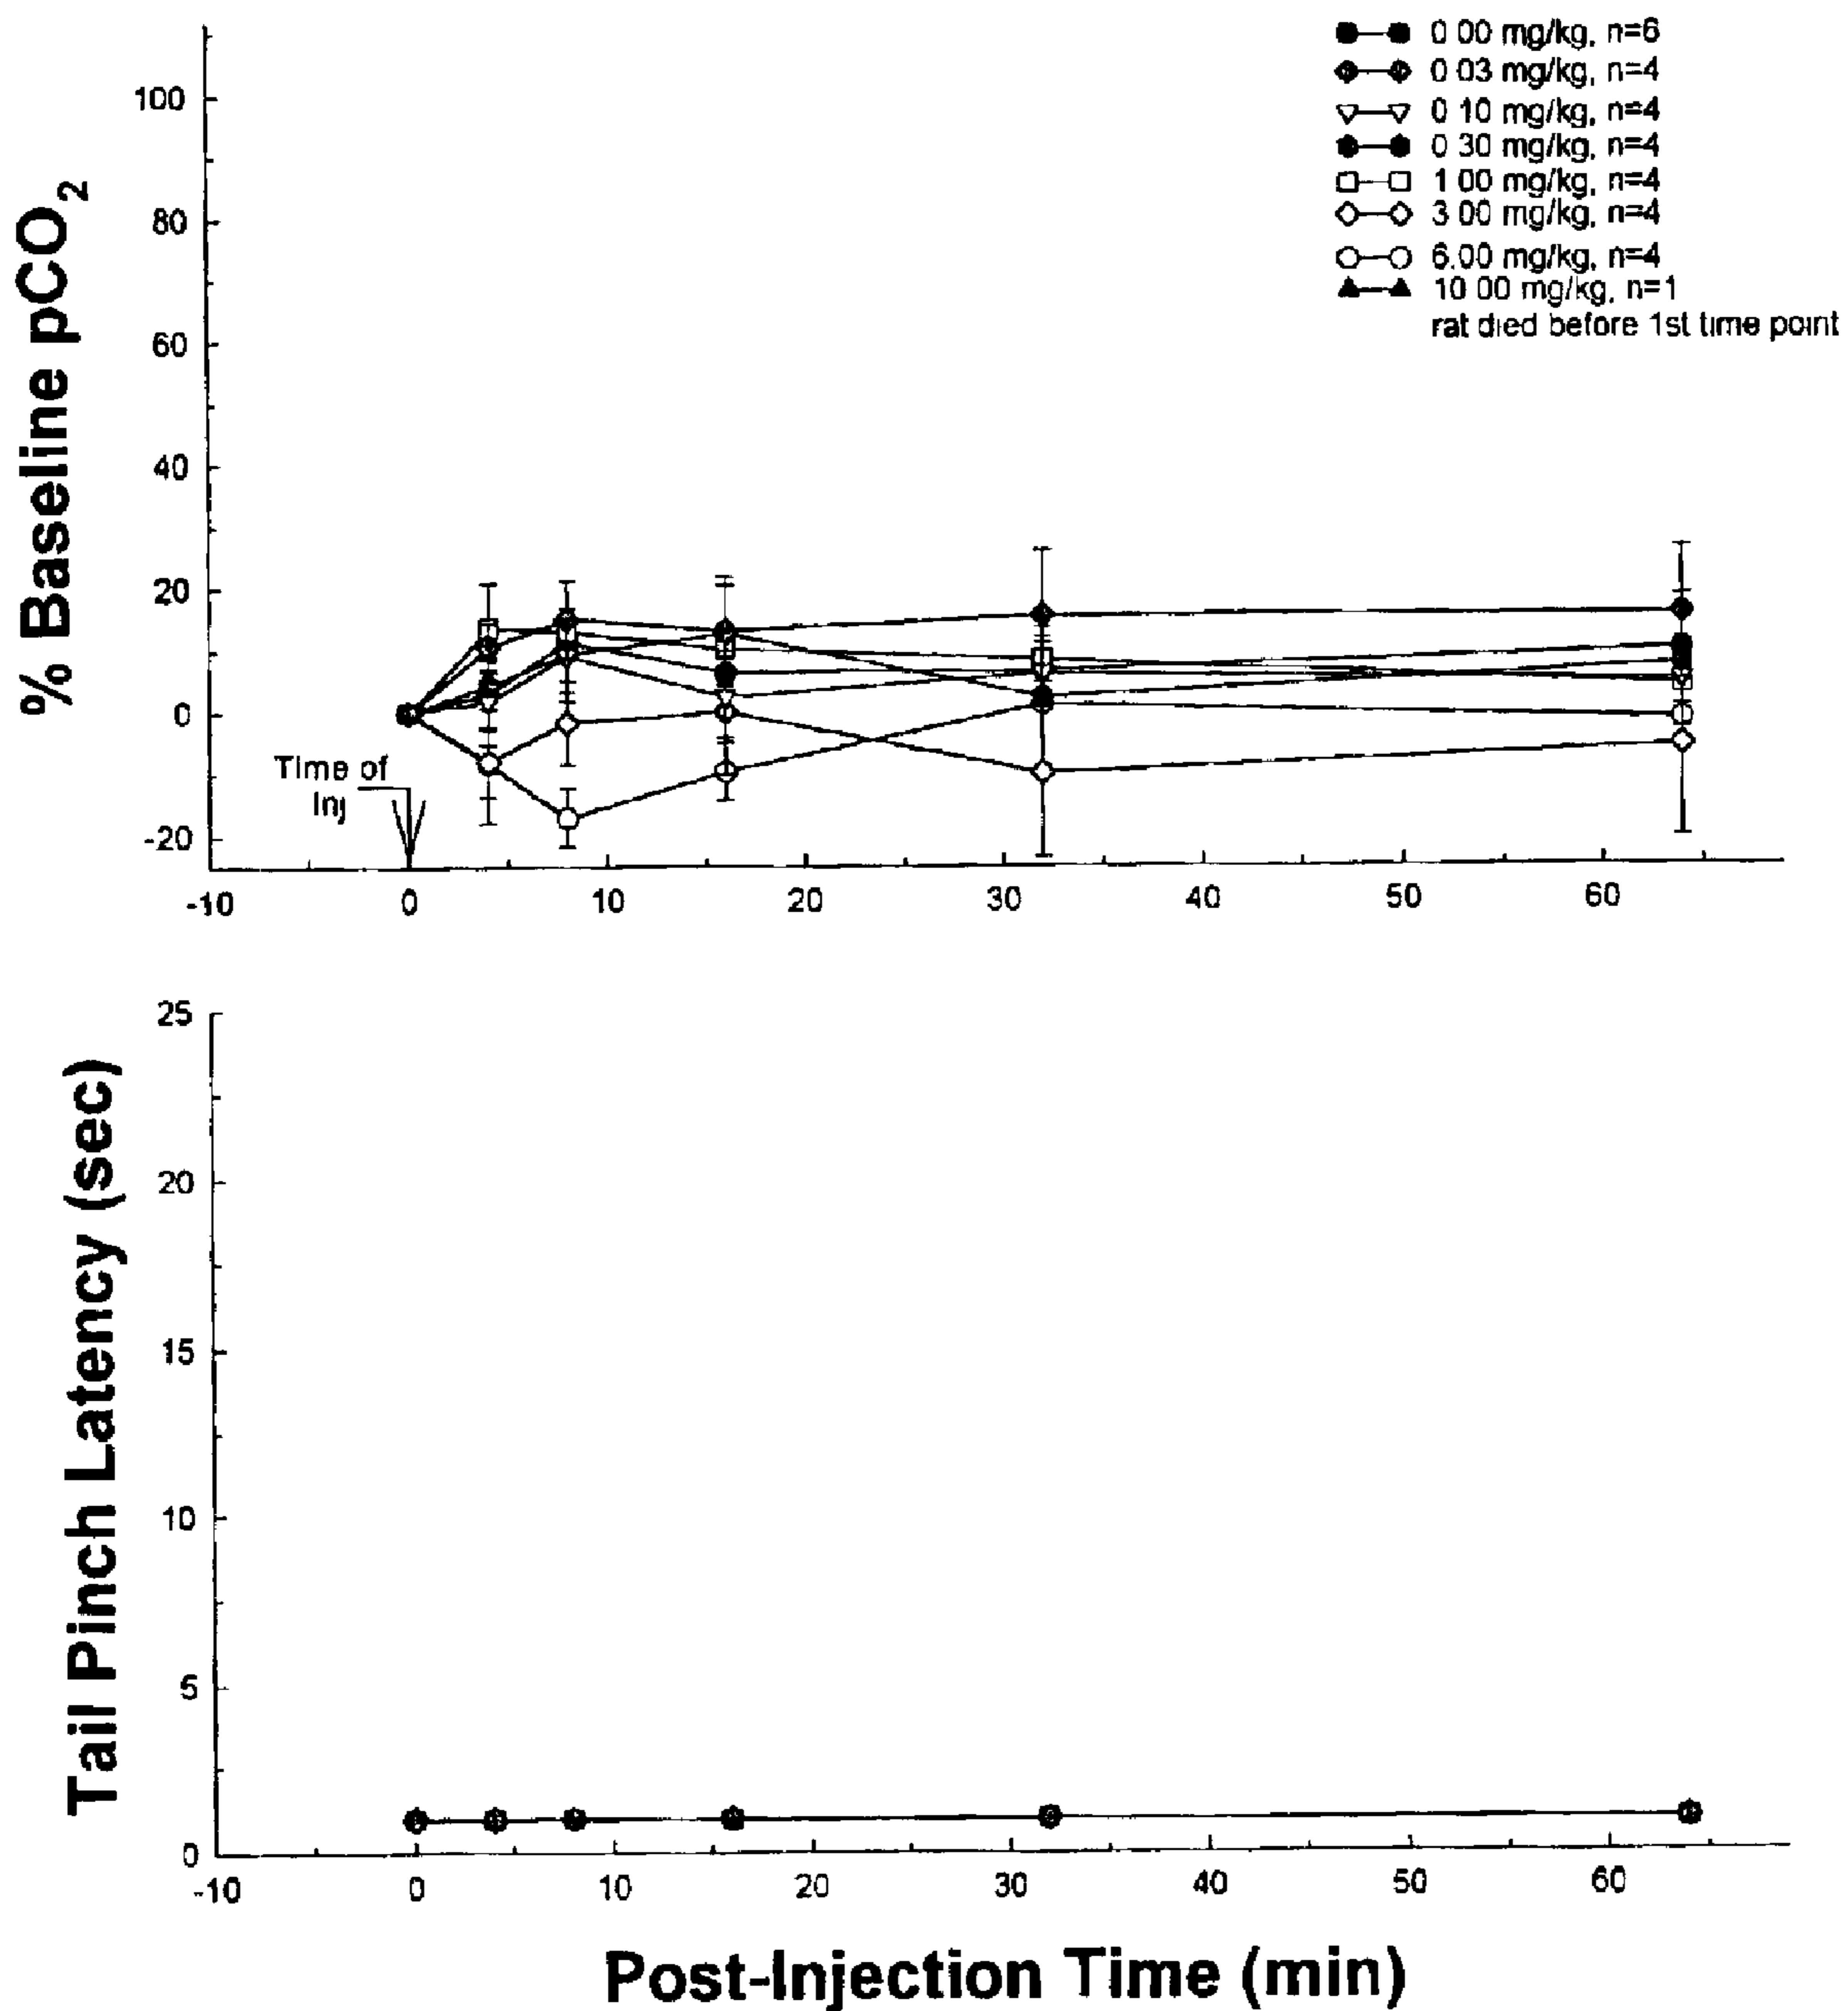 0 00 mg/kg, n=6
0 03 mg/kg, n=4
0 10 mg/kg, n=4
0 30 mg/kg, n=4
1 00 mg/kg, n=4
3 00 mg/kg, n=4
6.00 mg/kg, n=4
10 00 mg/kg, n=1
rat died before 1st time point
% Baseline pCO2
100
80
60
40
20
0
-20
Time of
Inj
-10 0 10 20 30 40 50 60
Tail Pinch Latency (sec)
25
20
15
10
5
0
-10 0 10 20 30 40 50 60
Post-Injection Time (min)